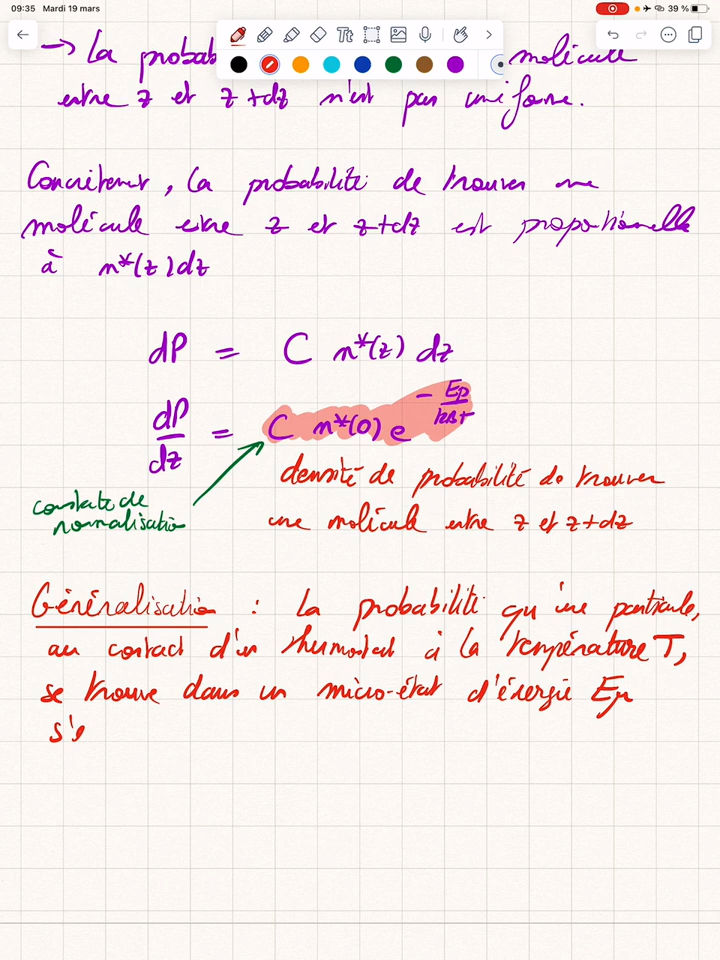 09:35 Mardi 19 mars 39 %
Tt
→ La molécule
entre z et z+dz n'est pas uniforme.
Concrètement, la probabilité de trouver une
molécule entre z et z+dz est proportionnelle
à n*(z)dz
dP = C n*(z) dz
dP/dz = C n*(0) e^(-Ep/kBT)
densité de probabilité de trouver
une molécule entre z et z+dz
constante de
normalisation
Généralisation : La probabilité qu'une particule,
au contact d'un thermostat à la température T,
se trouve dans un micro-état d'énergie